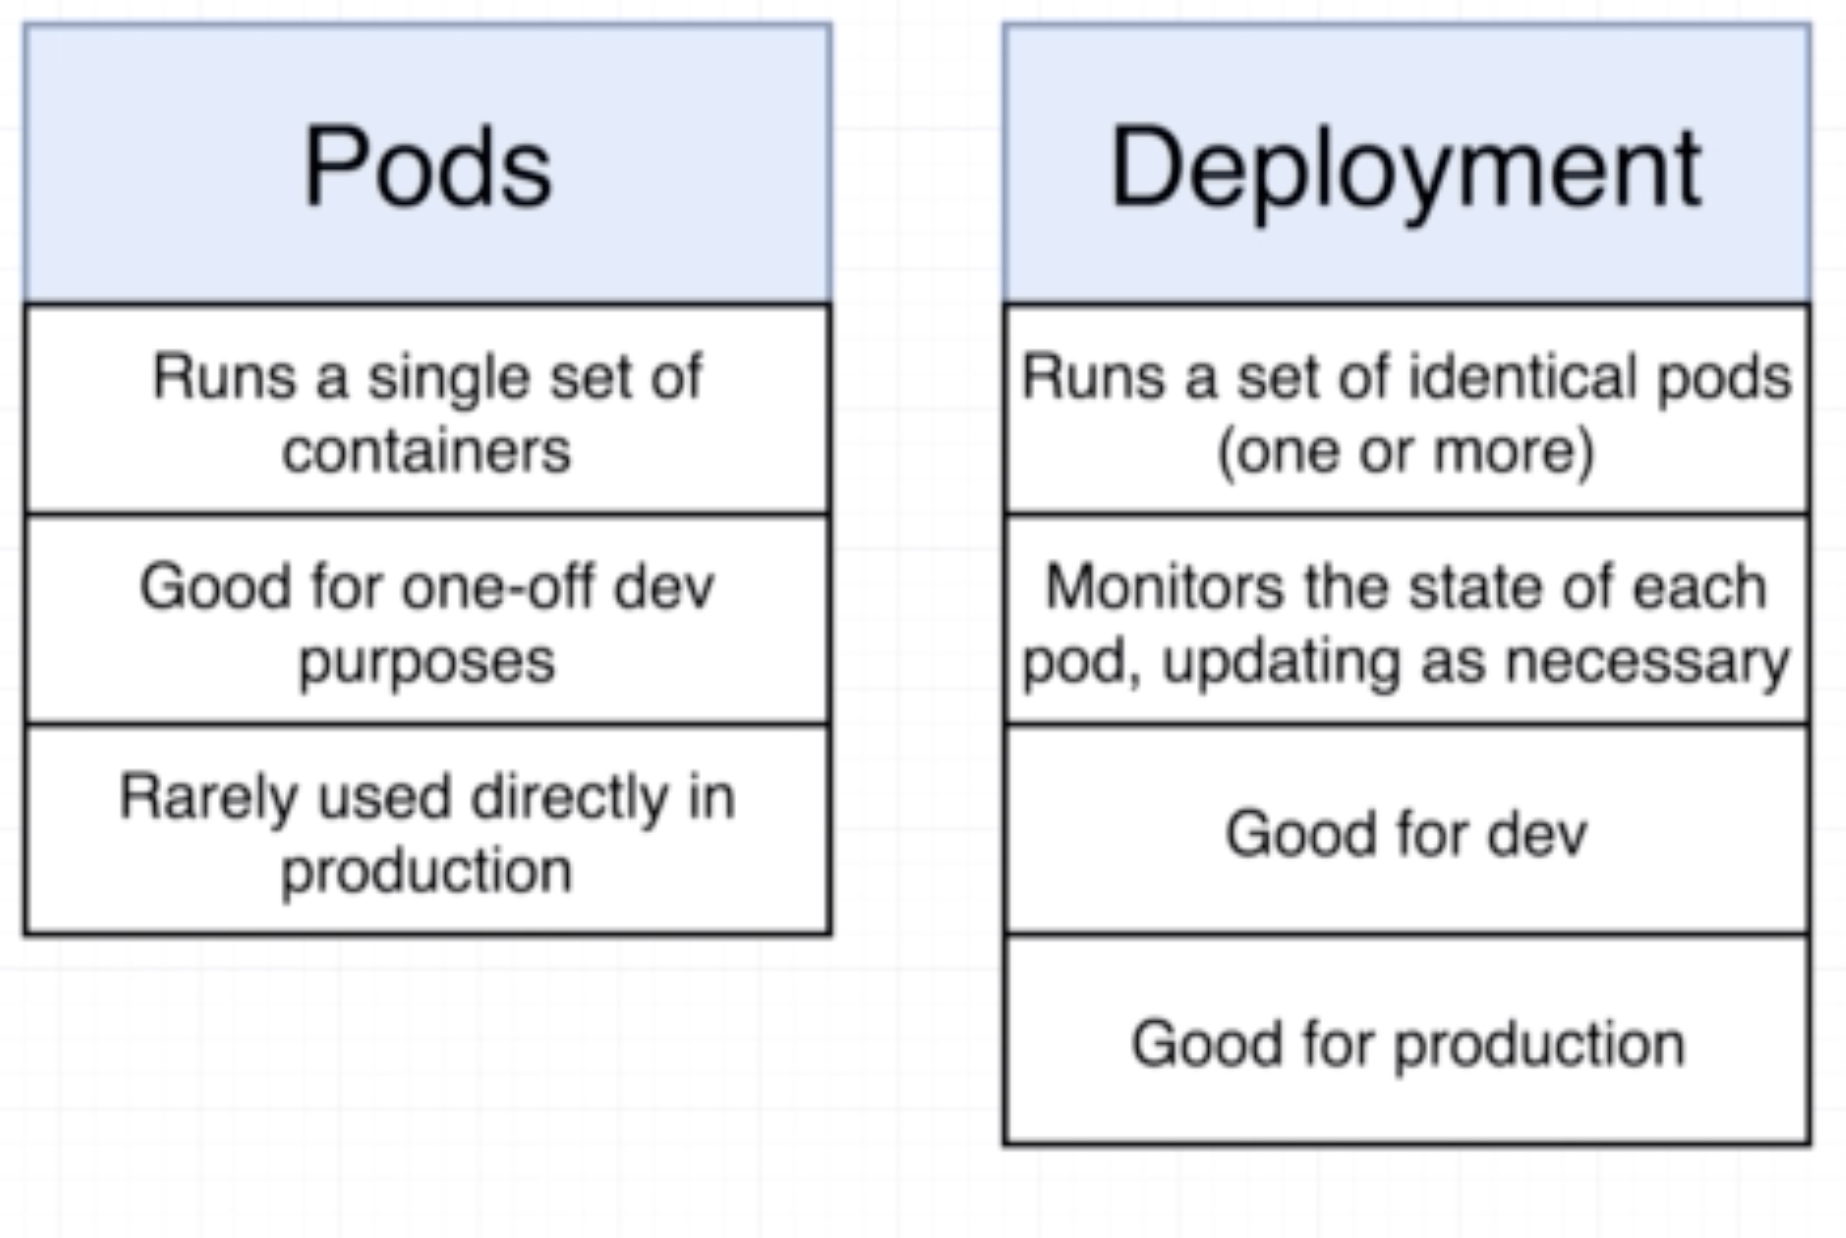 Pods
Runs a single set of
containers
Good for one-off dev
purposes
Rarely used directly in
production
Deployment
Runs a set of identical pods
(one or more)
Monitors the state of each
pod, updating as necessary
Good for dev
Good for production